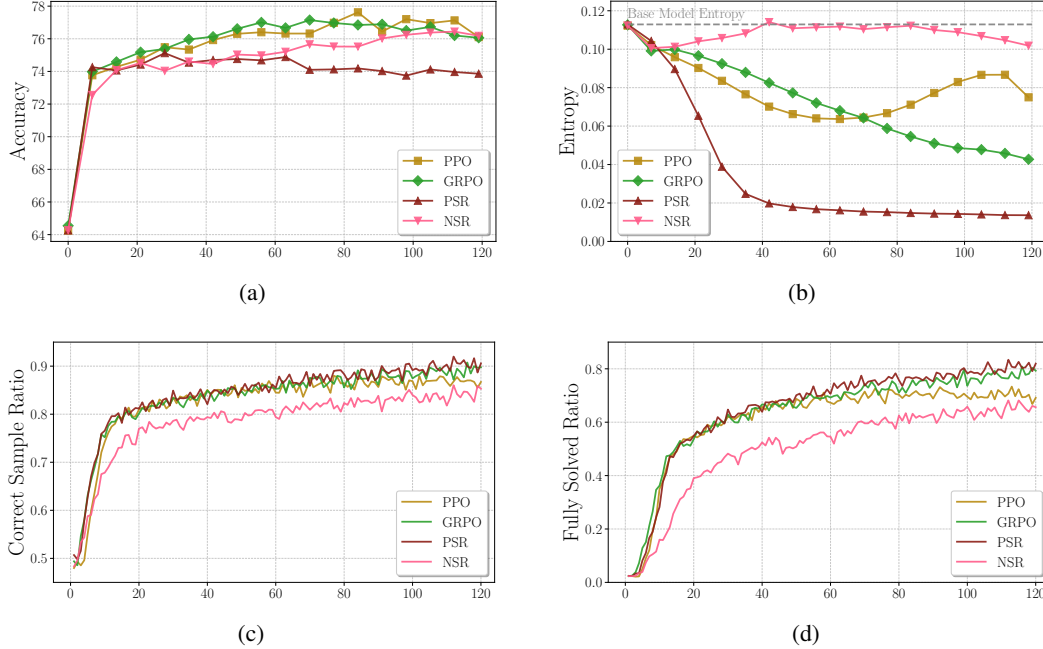 78
76
74
72
70
68
66
64
Accuracy
0
20
40
60
80
100
120
PPO
GRPO
PSR
NSR
(a)
0.12
0.10
0.08
0.06
0.04
0.02
0.00
Entropy
Base Model Entropy
0
20
40
60
80
100
120
PPO
GRPO
PSR
NSR
(b)
0.9
0.8
0.7
0.6
0.5
Correct Sample Ratio
0
20
40
60
80
100
120
PPO
GRPO
PSR
NSR
(c)
0.8
0.6
0.4
0.2
0.0
Fully Solved Ratio
0
20
40
60
80
100
120
PPO
GRPO
PSR
NSR
(d)